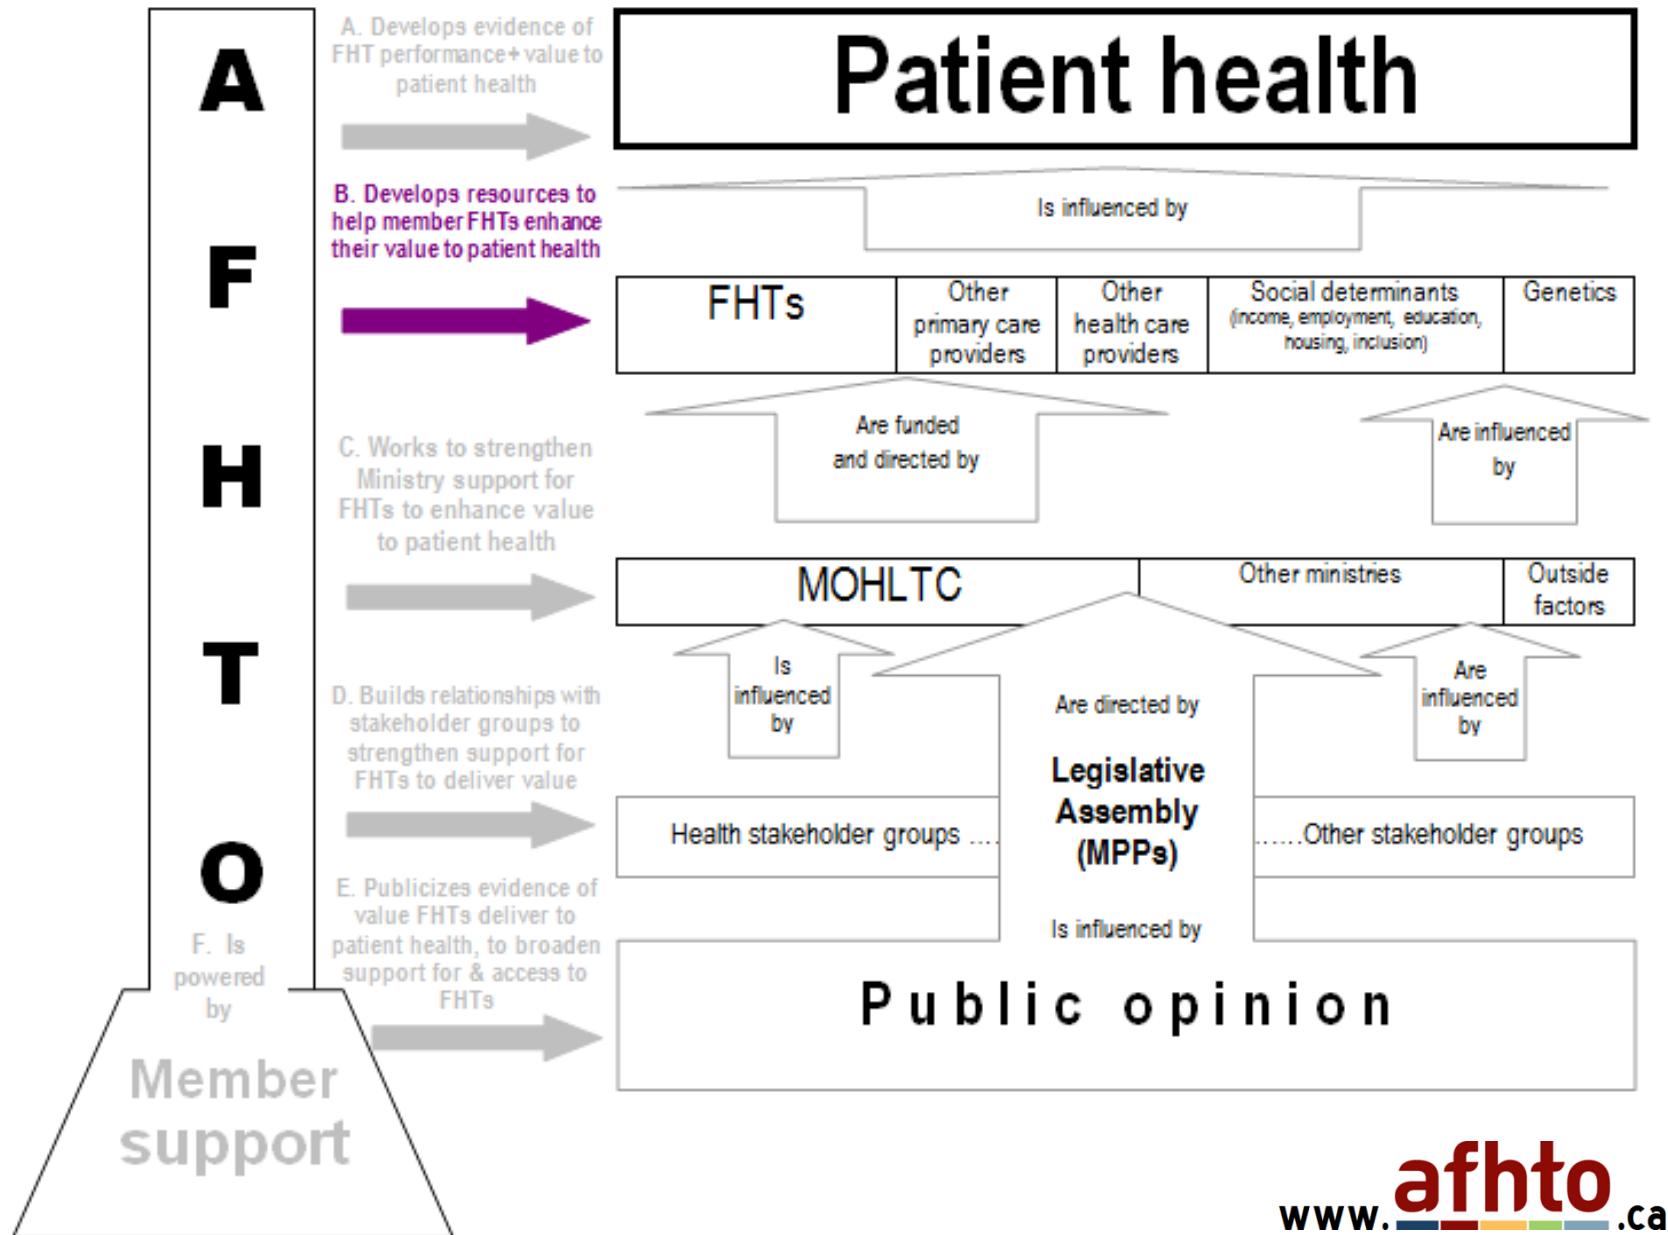 A
F
H
T
O
F. Is
powered
by
Member
support
A. Develops evidence of
FHT performance+ value to
patient health
B. Develops resources to
help member FHTs enhance
their value to patient health
C. Works to strengthen
Ministry support for
FHTs to enhance value
to patient health
D. Builds relationships with
stakeholder groups to
strengthen support for
FHTs to deliver value
E. Publicizes evidence of
value FHTs deliver to
patient health, to broaden
support for & access to
FHTs
Patient health
Is influenced by
FHTs
Other
primary care
providers
Other
health care
providers
Social determinants
(income, employment, education,
housing, inclusion)
Genetics
Are funded
and directed by
Are influenced
by
MOHLTC
Other ministries
Outside
factors
Is
influenced
by
Are directed by
Legislative
Assembly
(MPPs)
Is influenced by
Are
influenced
by
Health stakeholder groups ....
......Other stakeholder groups
Public opinion
www.afhto.ca